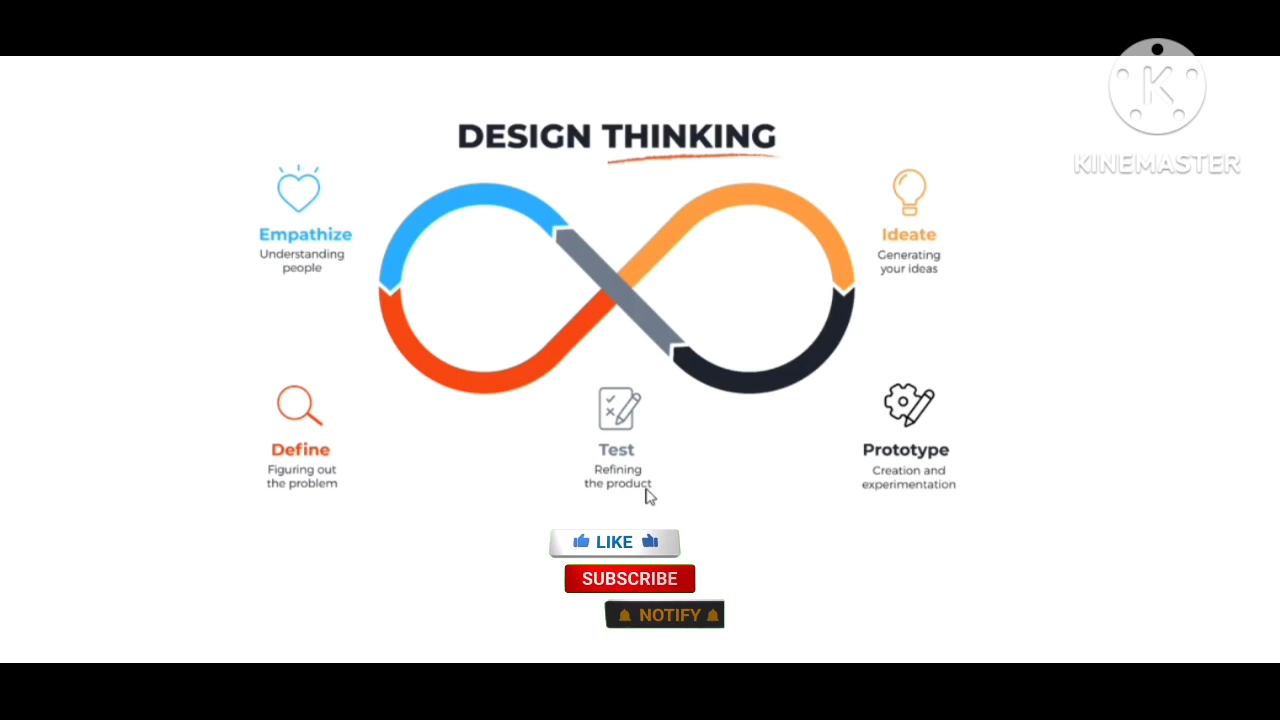 DESIGN THINKING
KINEMASTER
Empathize
Understanding
people
Ideate
Generating
your ideas
Define
Figuring out
the problem
Test
Refining
the product
Prototype
Creation and
experimentation
LIKE
SUBSCRIBE
NOTIFY